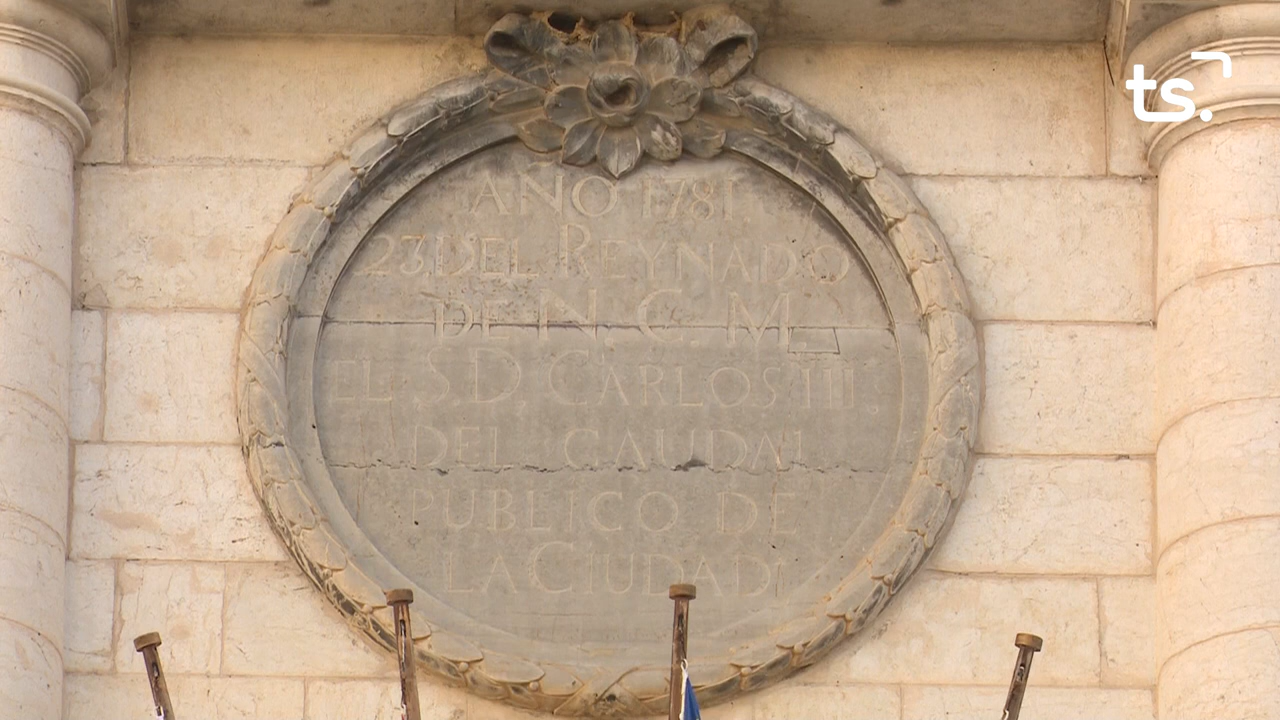 ts.
AÑO 1781.
23 DEL REYNADO
DE N. C. M.
EL S.D. CARLOS III.
DEL CAUDAL
PUBLICO DE
LA CIUDAD